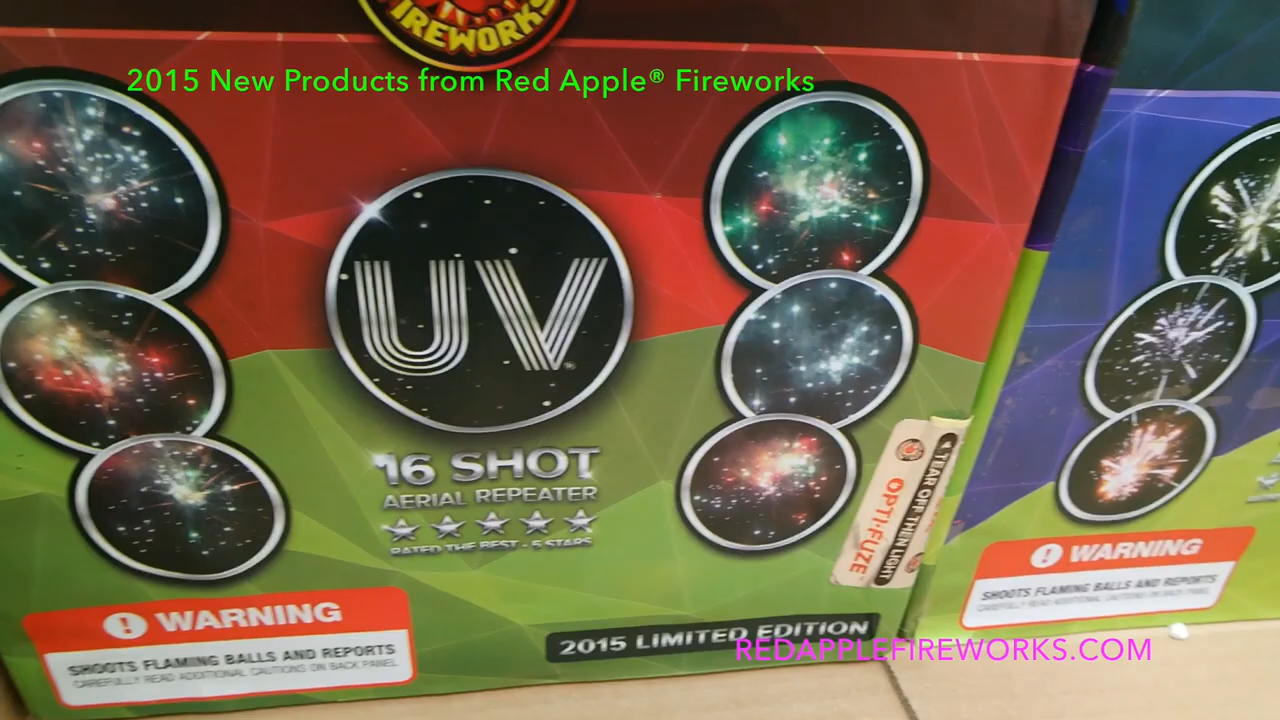 FIREWORKS
2015 New Products from Red Apple® Fireworks
UV®
16 SHOT
AERIAL REPEATER
RATED THE BEST - 5 STARS
TEAR OFF THEN LIGHT
OPTI-FUZE
! WARNING
SHOOTS FLAMING BALLS AND REPORTS
CAREFULLY READ ADDITIONAL CAUTIONS ON BACK PANEL
2015 LIMITED EDITION
! WARNING
SHOOTS FLAMING BALLS AND REPORTS
CAREFULLY READ ADDITIONAL CAUTIONS ON BACK PANEL
REDAPPLEFIREWORKS.COM